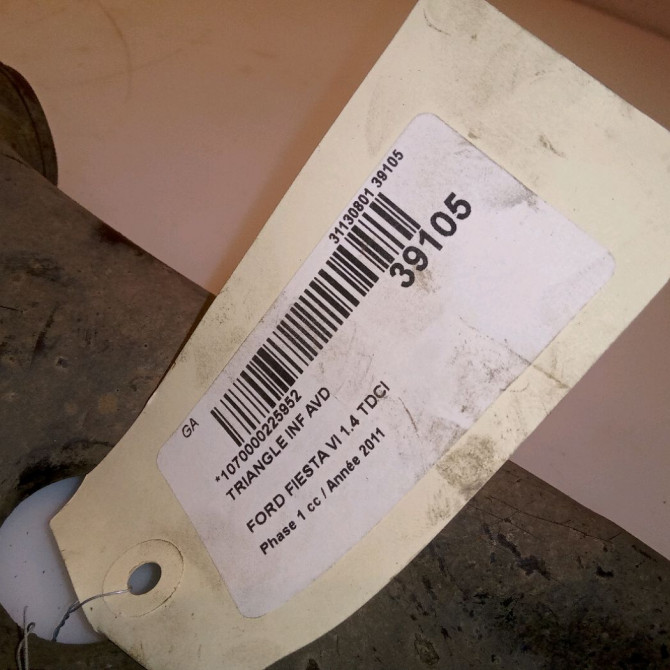 31130801 39105
39105
GA
*1070000225952
TRIANGLE INF AVD
FORD FIESTA VI 1.4 TDCi
Phase 1 cc / Année 2011